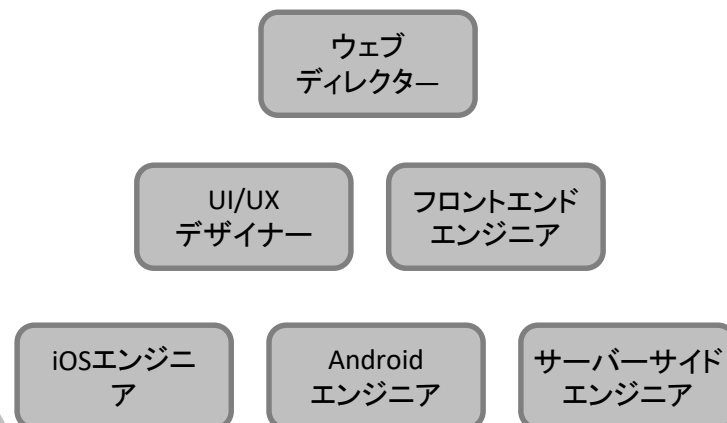 ウェブ
ディレクター
UI/UX
デザイナー
フロントエンド
エンジニア
iOSエンジニ
ア
Android
エンジニア
サーバーサイド
エンジニア